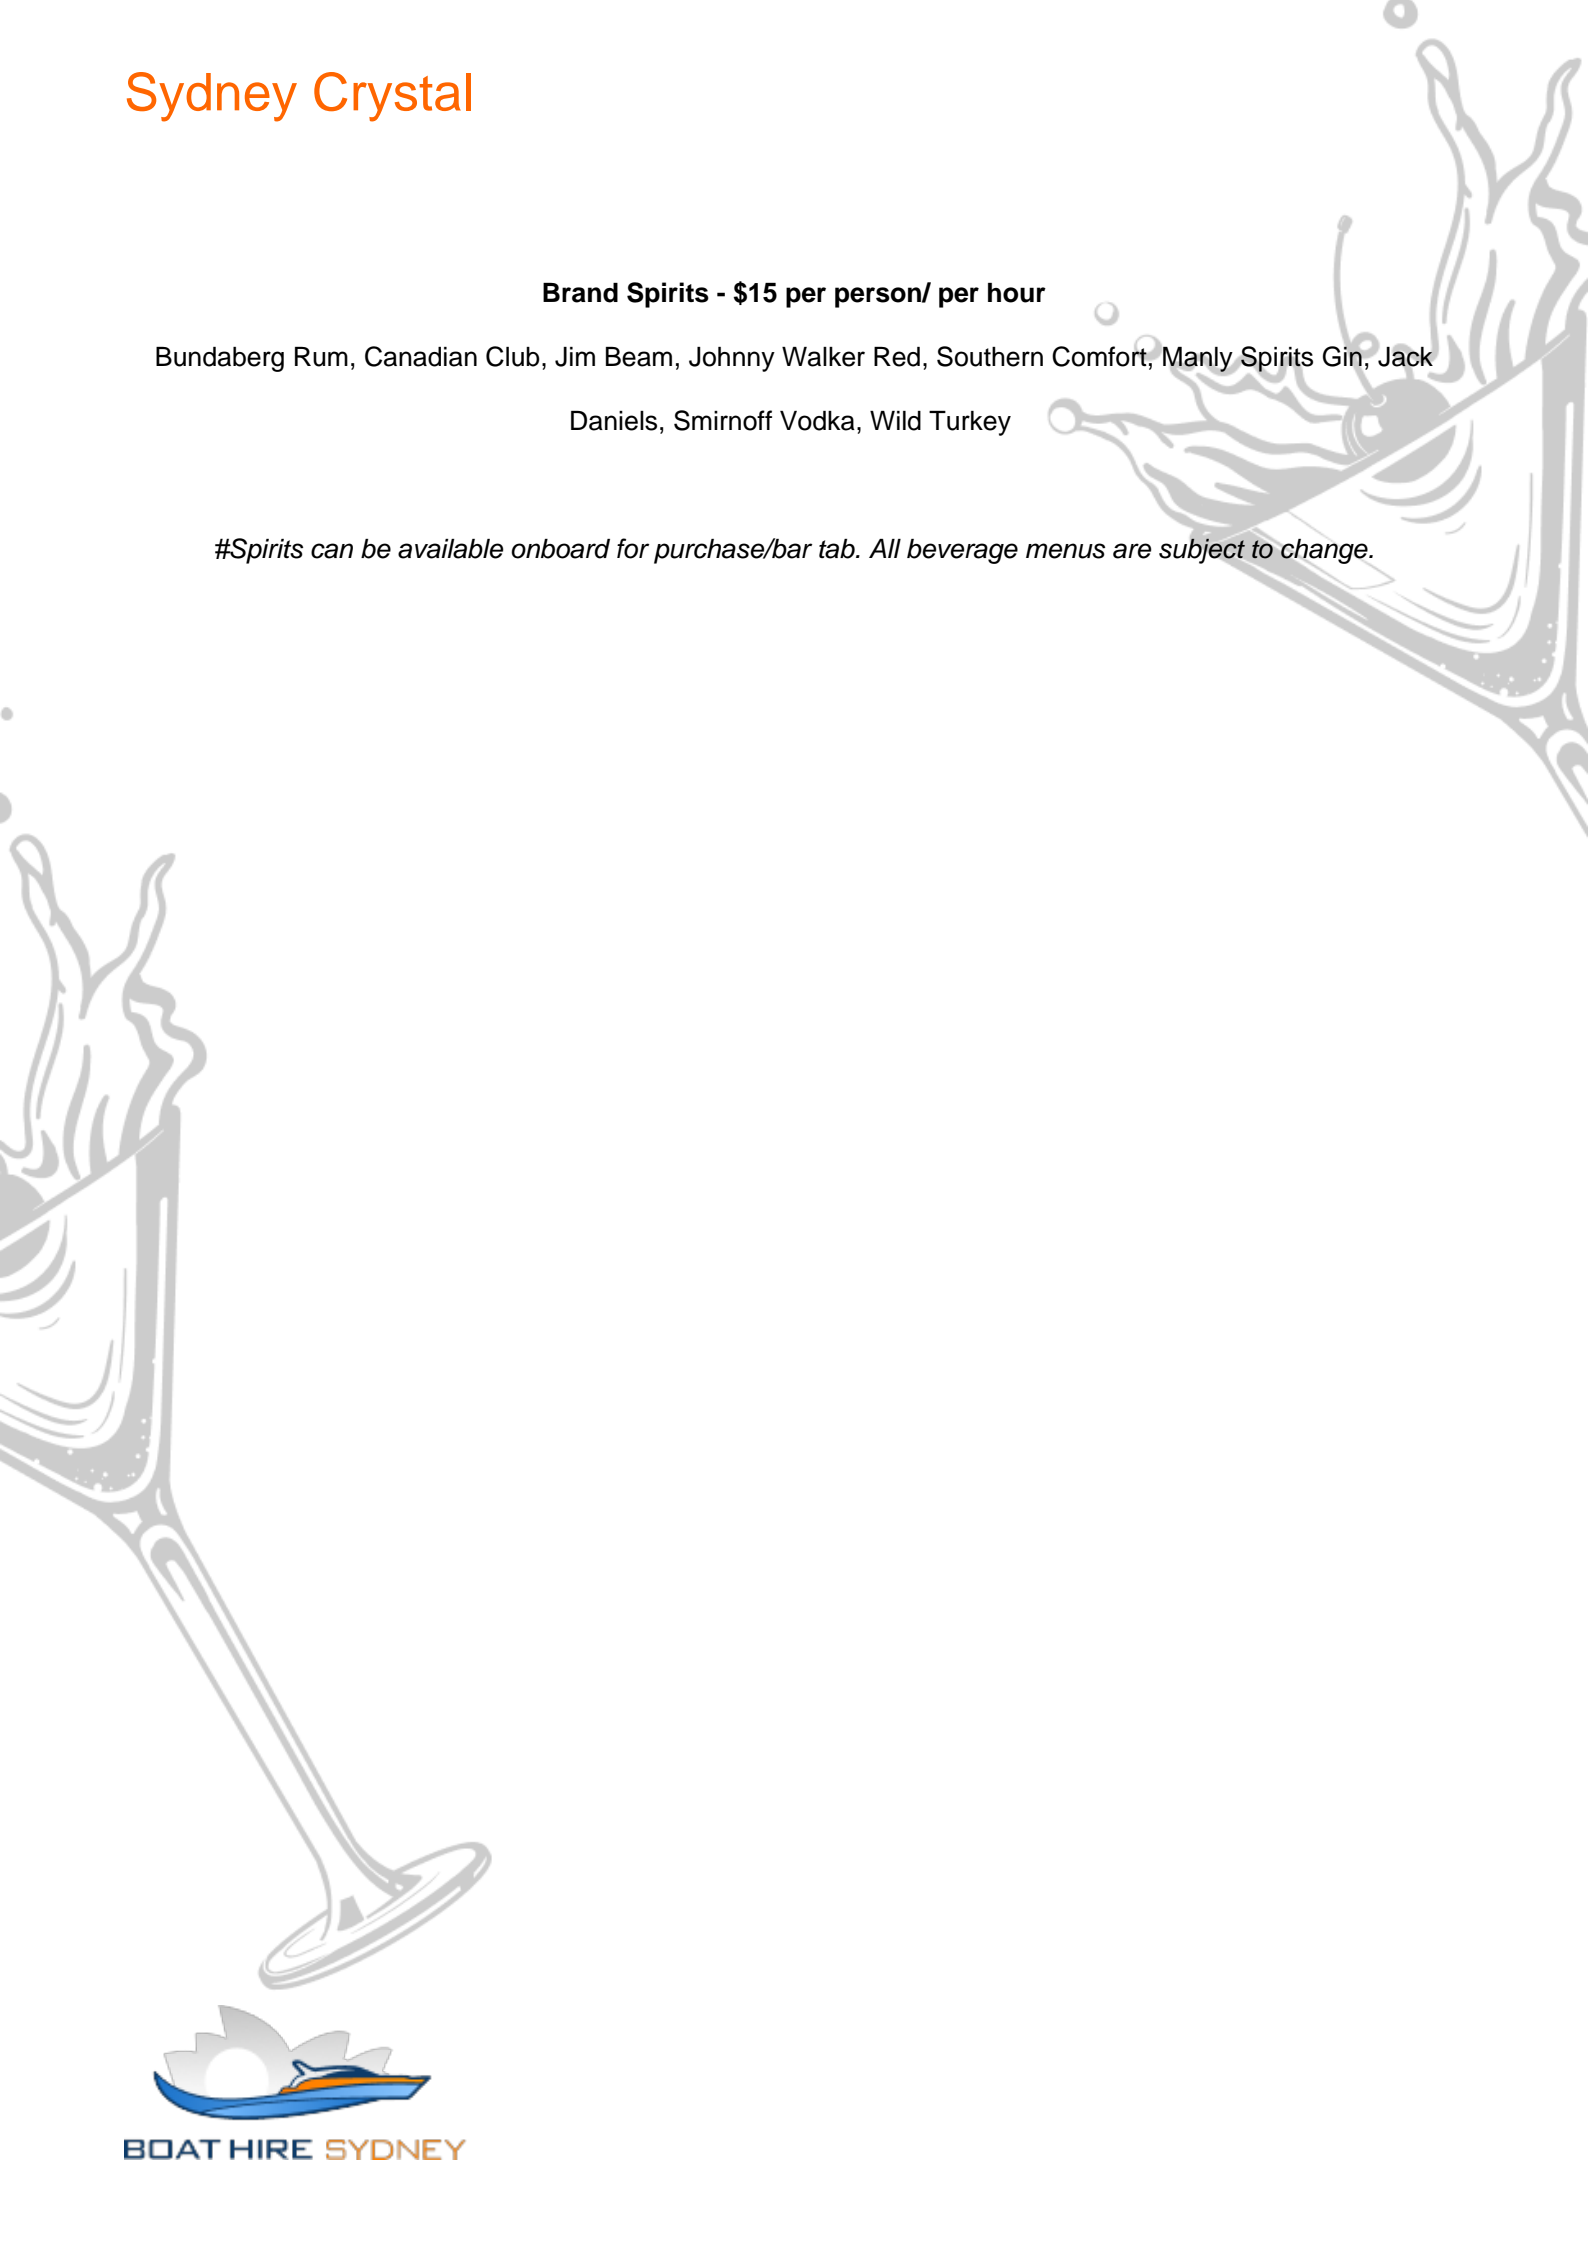 Sydney Crystal
Brand Spirits - $15 per person/ per hour
Bundaberg Rum, Canadian Club, Jim Beam, Johnny Walker Red, Southern Comfort, Manly Spirits Gin, Jack
Daniels, Smirnoff Vodka, Wild Turkey
#Spirits can be available onboard for purchase/bar tab. All beverage menus are subject to change.
BOAT HIRE SYDNEY